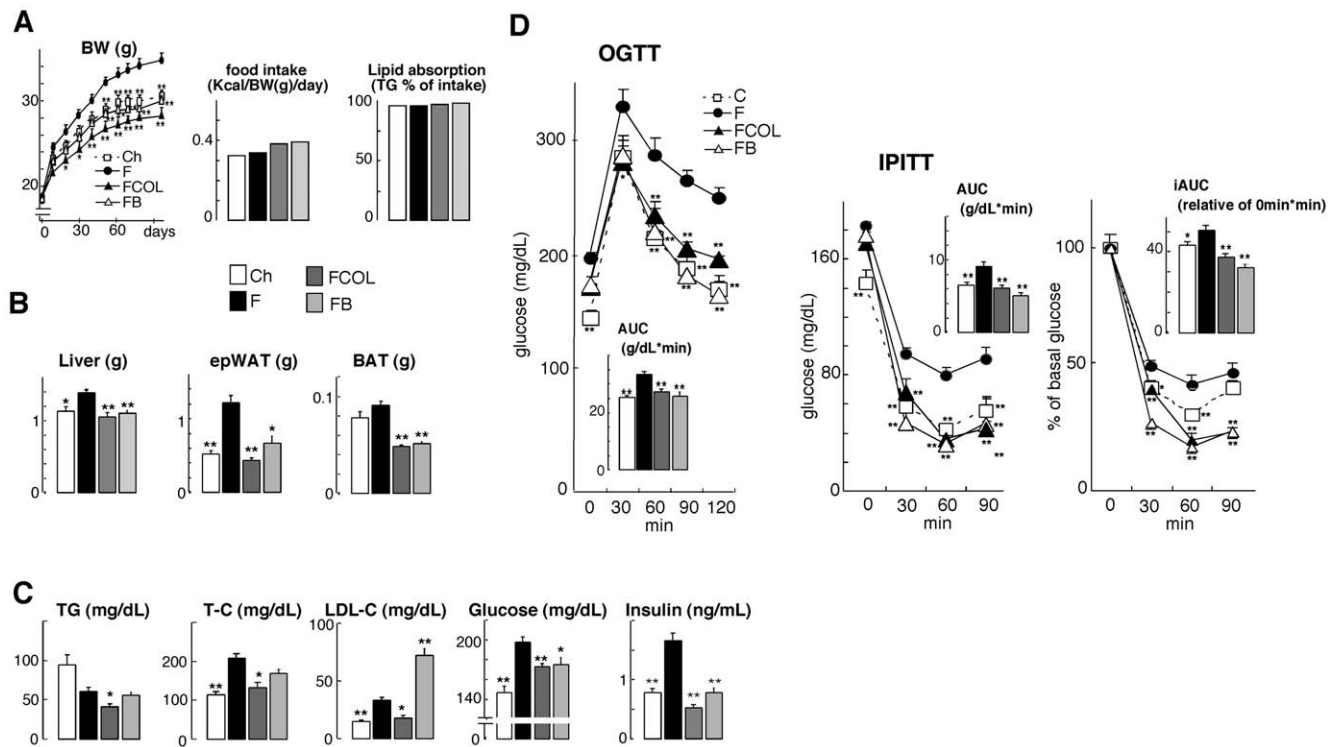 A
BW (g)
30
20
0 30 60 days
Ch
F
FCOL
FB
food intake
(Kcal/BW(g)/day)
0.4
0
Lipid absorption
(TG % of intake)
100
50
0
Ch
F
FCOL
FB
B
Liver (g)
1
0
* ** **
epWAT (g)
1
0
** ** *
BAT (g)
0.1
0
** **
C
TG (mg/dL)
100
50
0
*
T-C (mg/dL)
200
100
0
** *
LDL-C (mg/dL)
100
50
0
** * **
Glucose (mg/dL)
200
140
0
** ** *
Insulin (ng/mL)
1
0
** ** **
D
OGTT
C
F
FCOL
FB
glucose (mg/dL)
300
200
100
0
0 30 60 90 120
min
AUC
(g/dL*min)
20
0
** ** **
IPITT
glucose (mg/dL)
160
80
0
0 30 60 90
min
AUC
(g/dL*min)
10
5
0
** ** **
% of basal glucose
100
50
0
0 30 60 90
min
iAUC
(relative of 0min*min)
40
20
0
* ** **